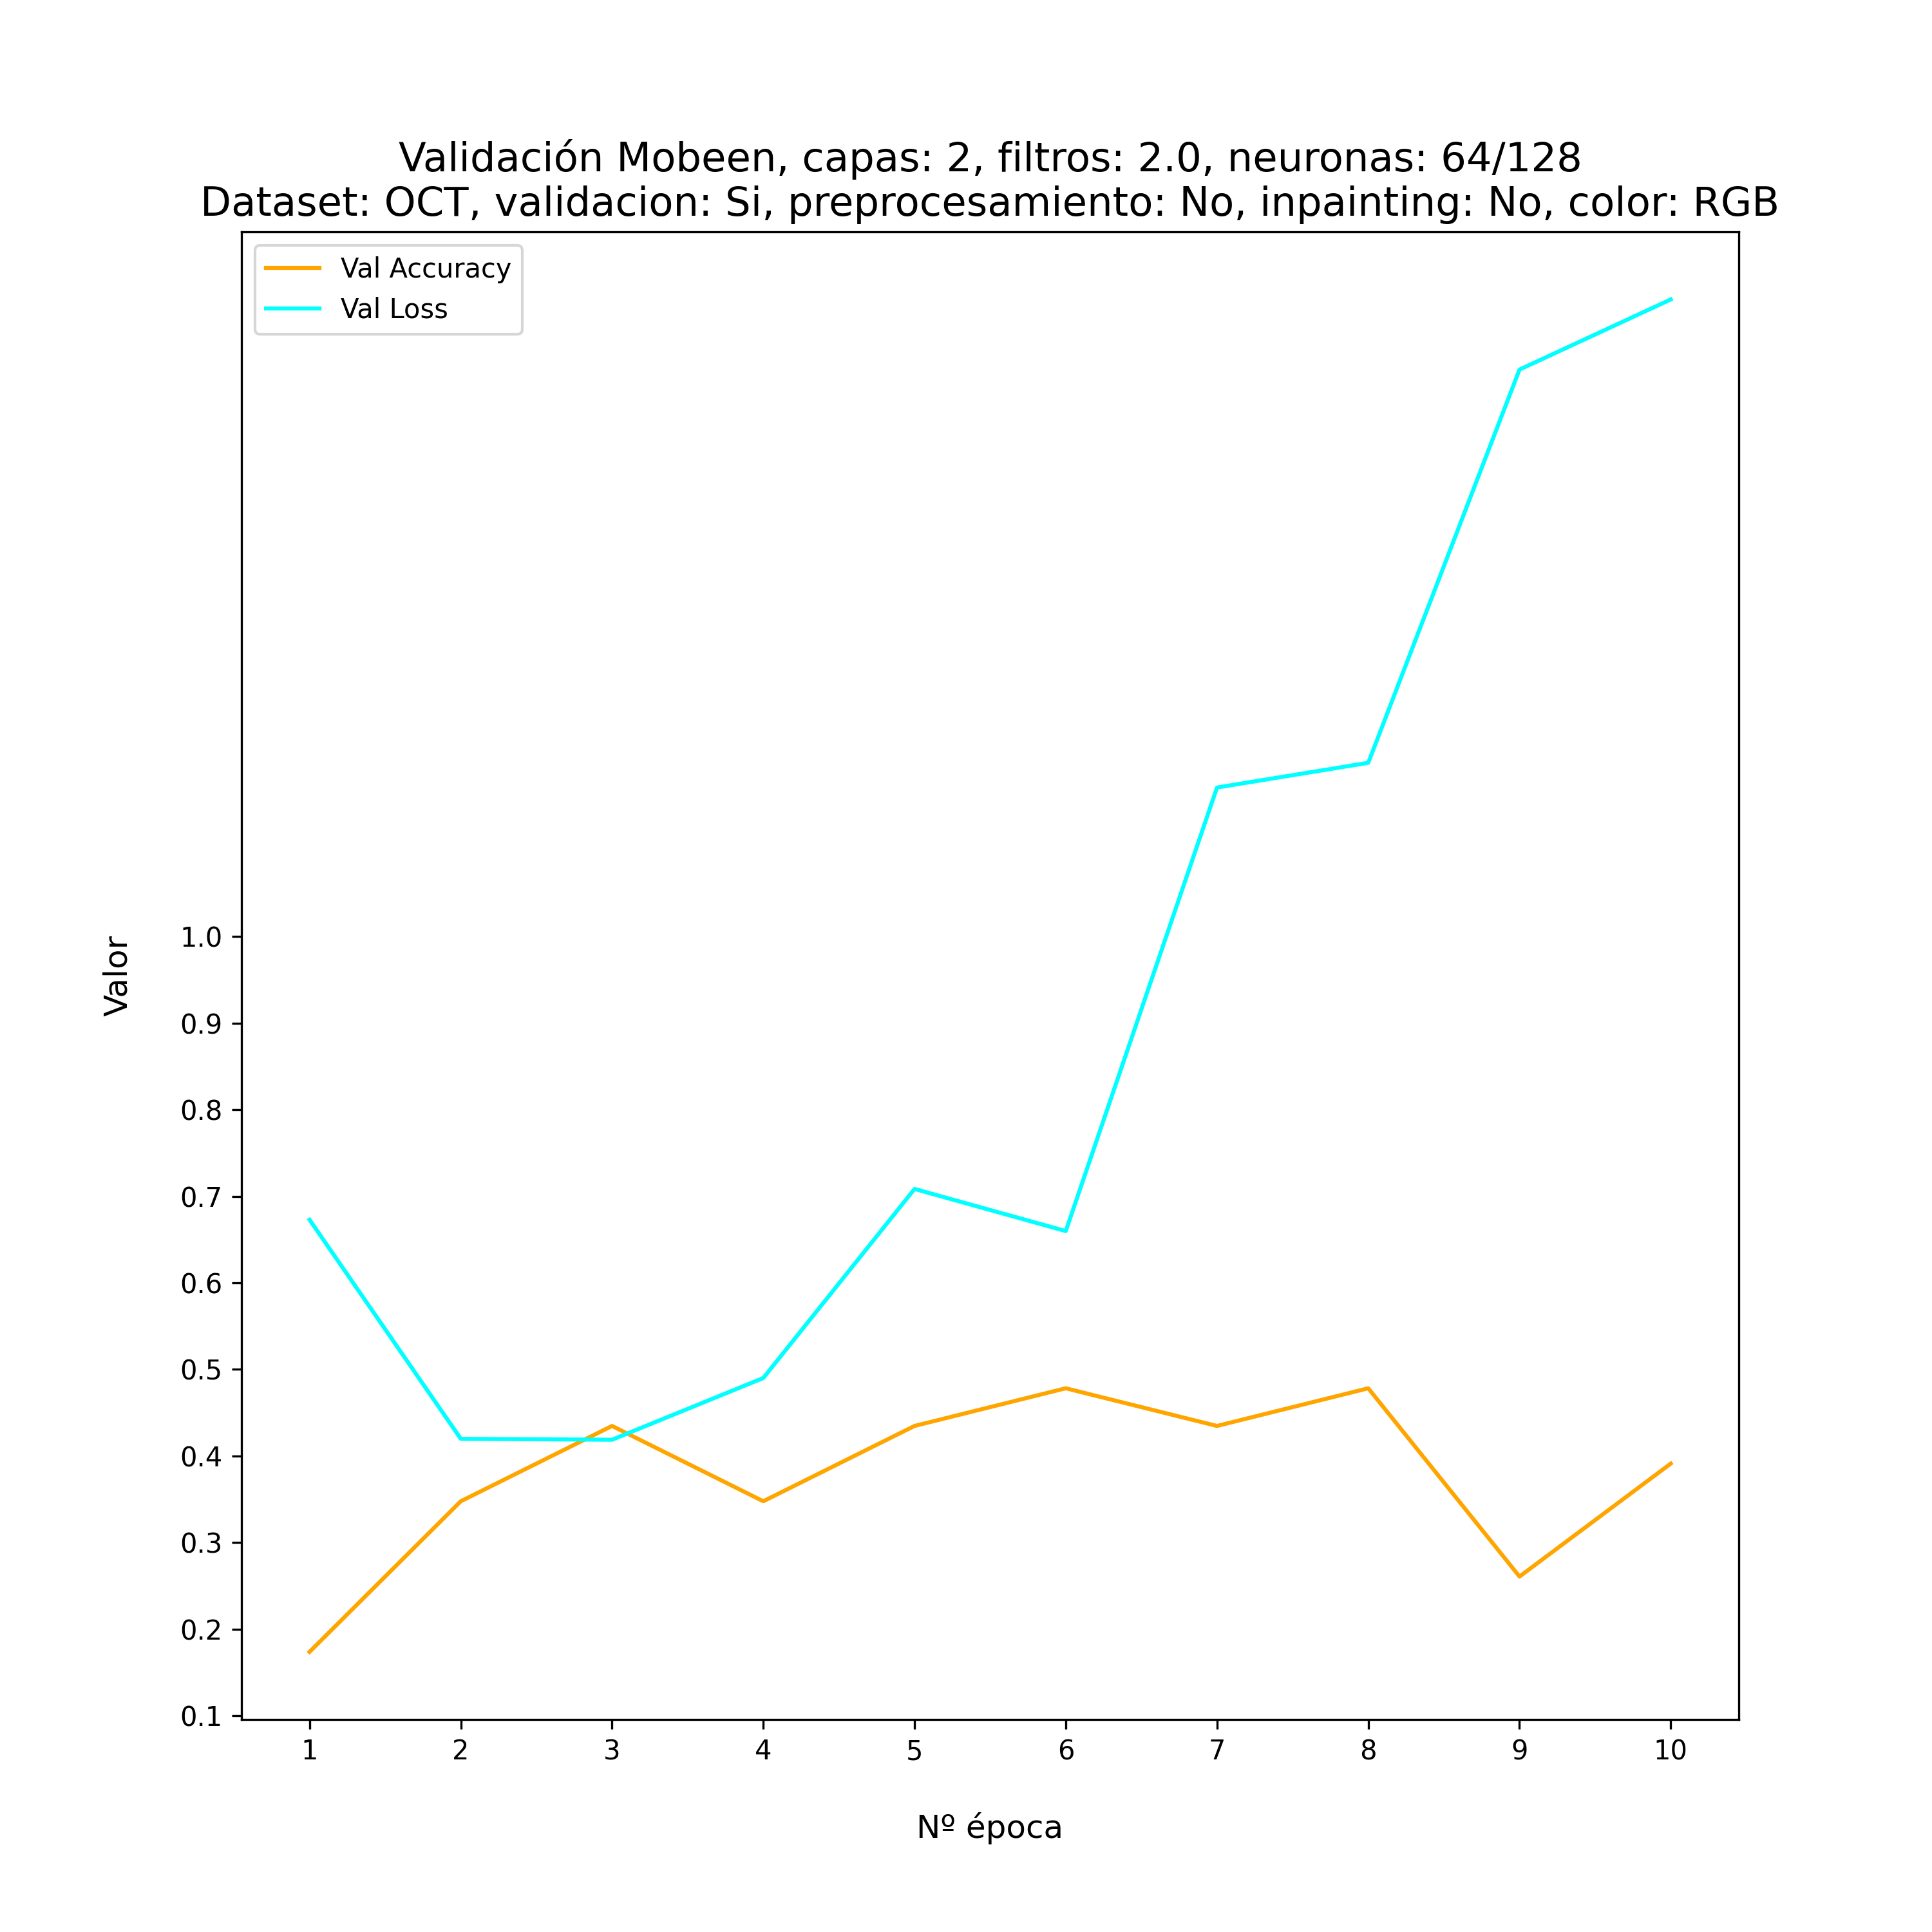 Validación Mobeen, capas: 2, filtros: 2.0, neuronas: 64/128
Dataset: OCT, validacion: Si, preprocesamiento: No, inpainting: No, color: RGB
Val Accuracy
Val Loss
Valor
1.0
0.9
0.8
0.7
0.6
0.5
0.4
0.3
0.2
0.1
1 2 3 4 5 6 7 8 9 10
Nº época